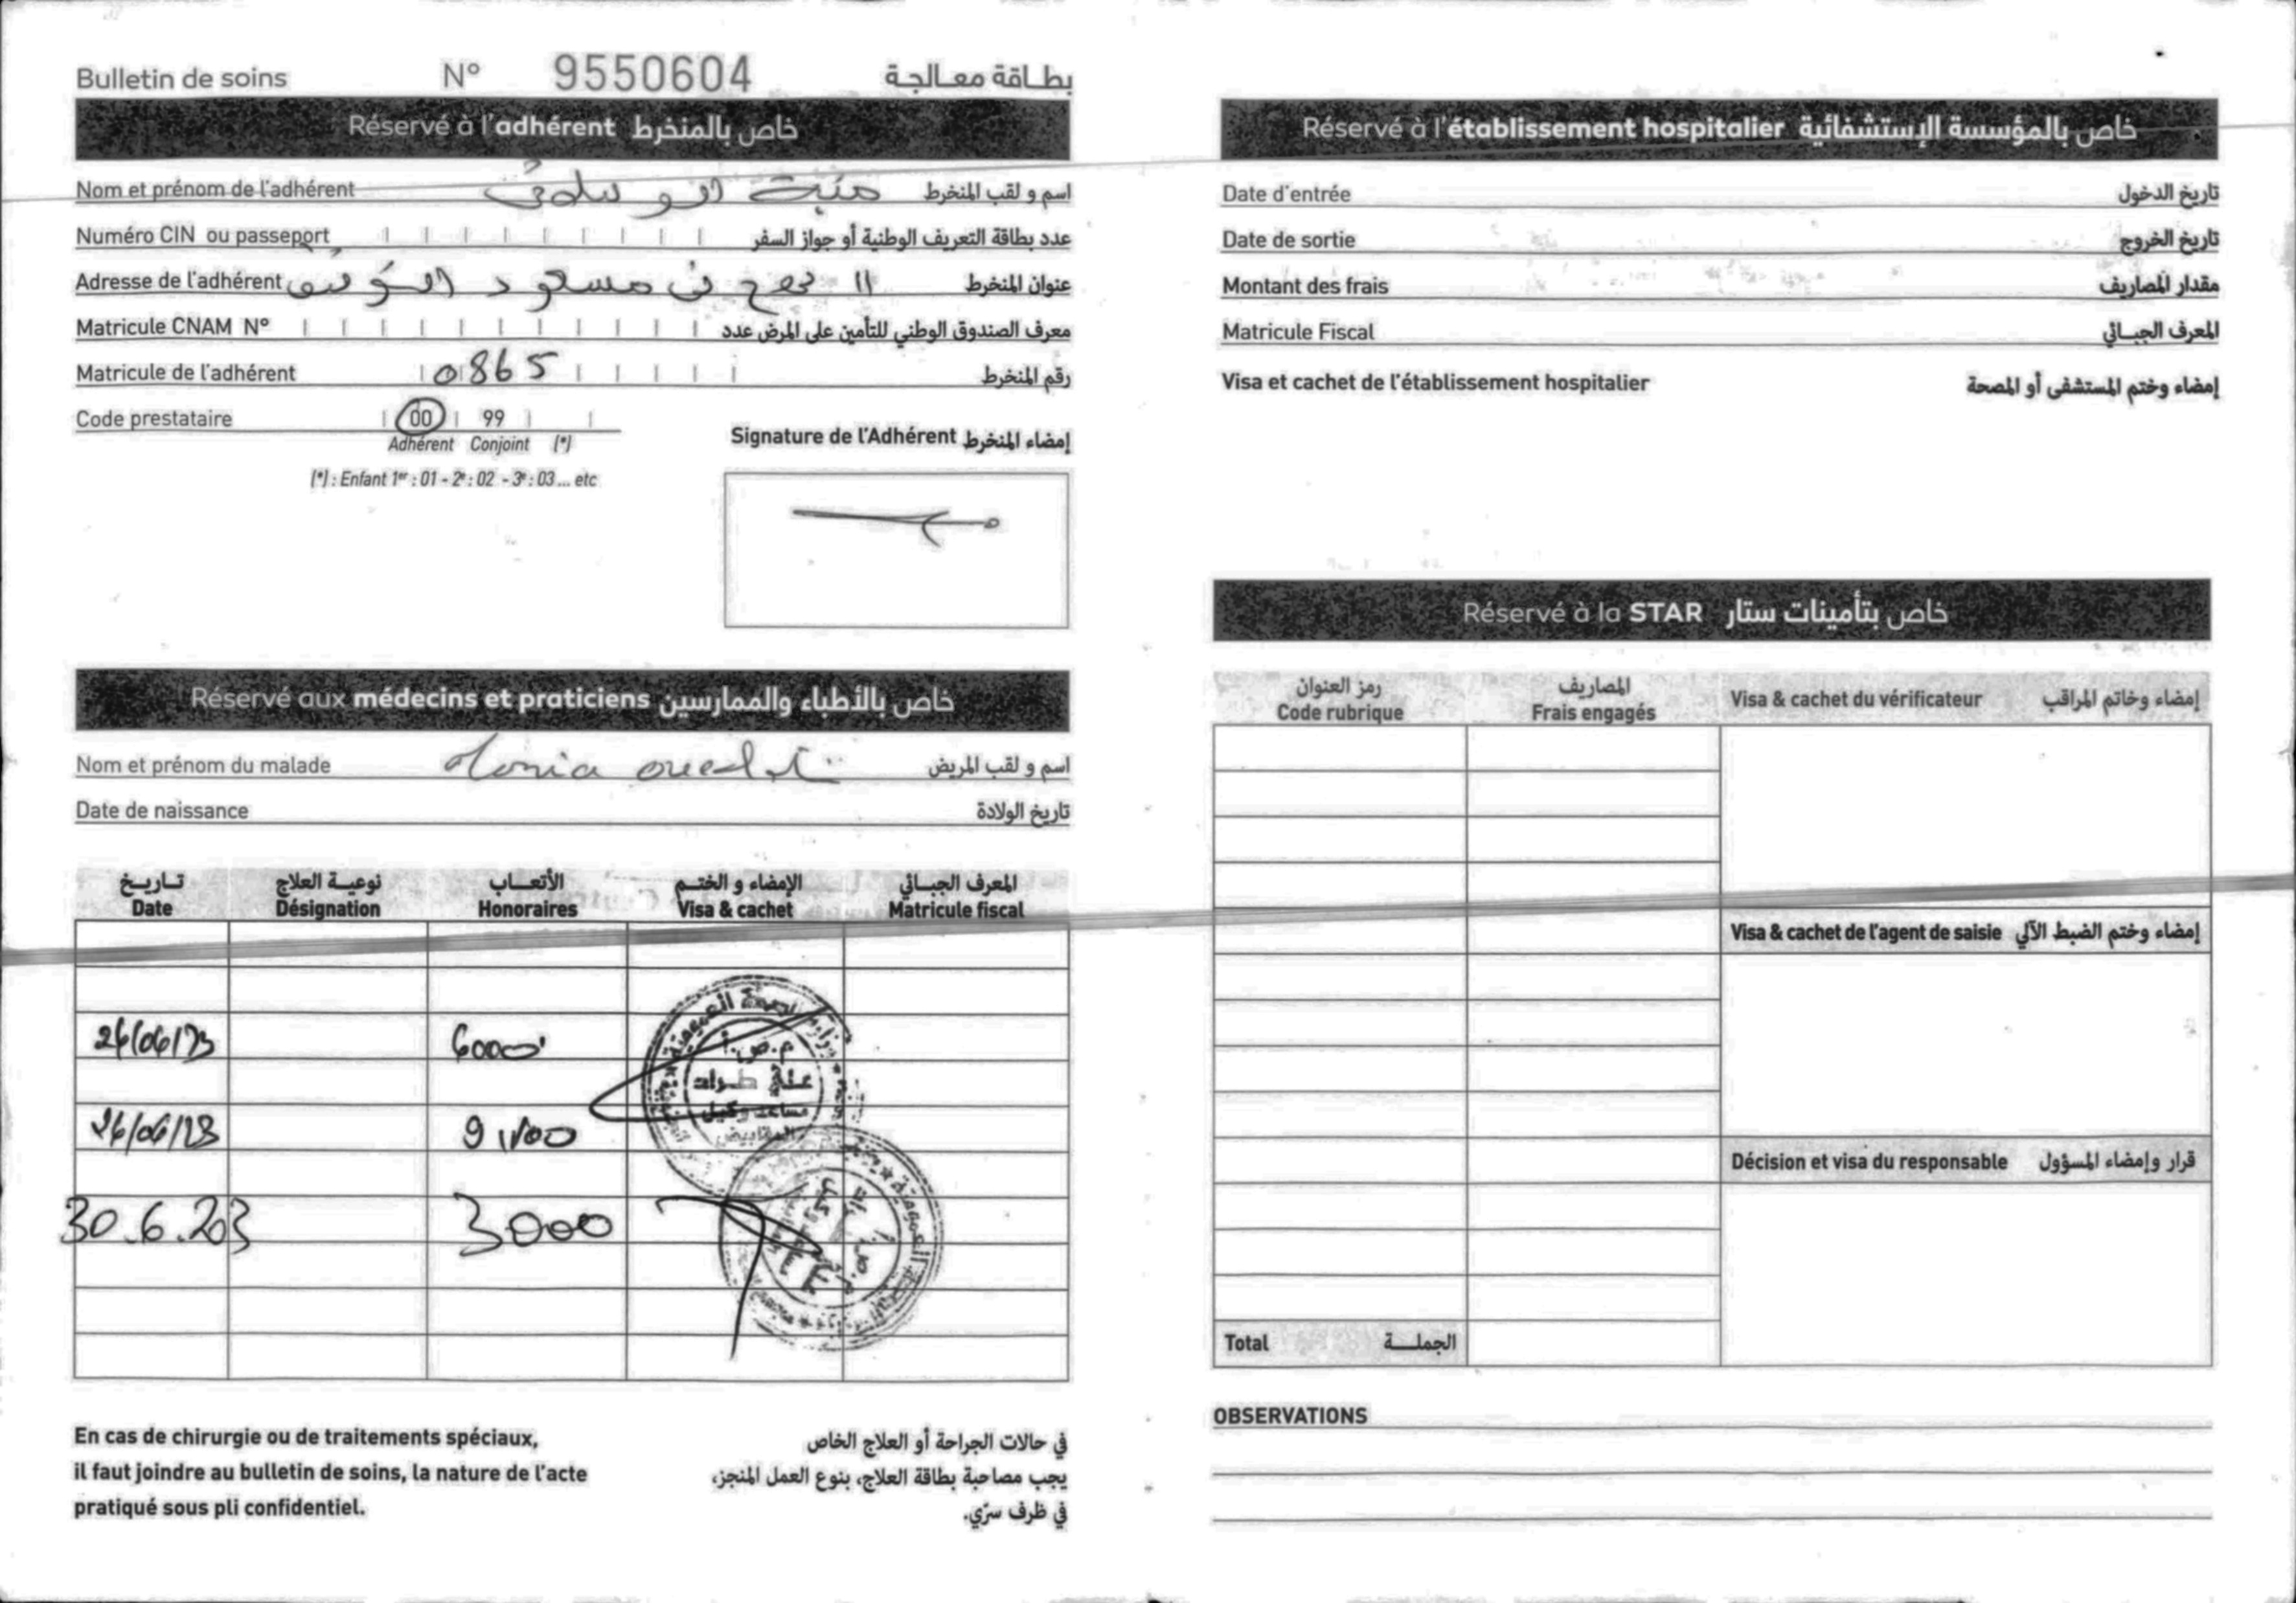 Bulletin de soins N° 9550604 بطاقة معالجة
Réservé à l'adhérent خاص بالمنخرط
Nom et prénom de l'adhérent اسم و لقب المنخرط
Numéro CIN ou passeport عدد بطاقة التعريف الوطنية أو جواز السفر
Adresse de l'adhérent 11 نهج مسعود عنوان المنخرط
Matricule CNAM N° معرف الصندوق الوطني للتأمين على المرض عدد
Matricule de l'adhérent 0865 رقم المنخرط
Code prestataire 00 99
Adhérent Conjoint (*)
(*) : Enfant 1er : 01 - 2e : 02 - 3e : 03 ... etc
Signature de l'Adhérent إمضاء المنخرط
Réservé aux médecins et praticiens خاص بالأطباء والممارسين
Nom et prénom du malade Monia اسم و لقب المريض
Date de naissance تاريخ الولادة
تاريخ نوعية العلاج الأتعاب الإمضاء و الختم المعرف الجبائي
Date Désignation Honoraires Visa & cachet Matricule fiscal
26/06/23 6000
26/06/23 9
30.6.203 3000
En cas de chirurgie ou de traitements spéciaux,
il faut joindre au bulletin de soins, la nature de l'acte
pratiqué sous pli confidentiel.
في حالات الجراحة أو العلاج الخاص
يجب مصاحبة بطاقة العلاج، بنوع العمل المنجز،
في ظرف سرّي.
Réservé à l'établissement hospitalier خاص بالمؤسسة الإستشفائية
Date d'entrée تاريخ الدخول
Date de sortie تاريخ الخروج
Montant des frais مقدار المصاريف
Matricule Fiscal المعرف الجبائي
Visa et cachet de l'établissement hospitalier إمضاء وختم المستشفى أو المصحة
Réservé à la STAR خاص بتأمينات ستار
رمز العنوان المصاريف
Code rubrique Frais engagés
Visa & cachet du vérificateur إمضاء وخاتم المراقب
Visa & cachet de l'agent de saisie إمضاء وختم الضبط الآلي
Décision et visa du responsable قرار وإمضاء المسؤول
Total الجملة
OBSERVATIONS